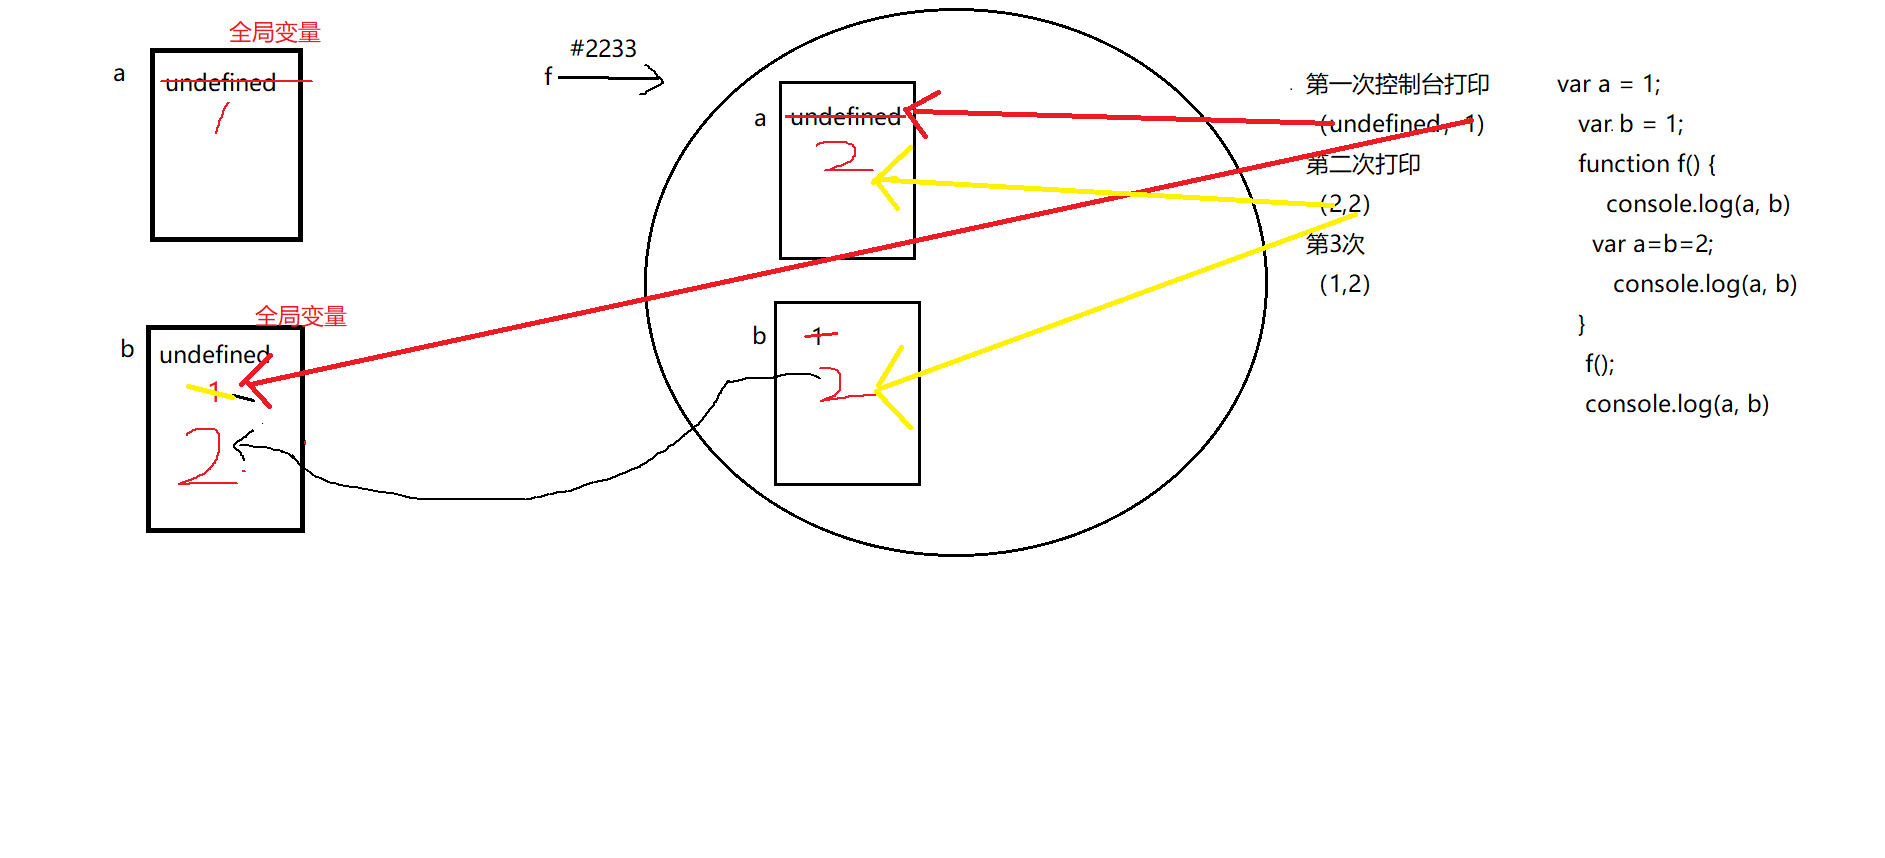 全局变量
a
undefined
1
全局变量
b
undefined
1
2
#2233
f
a
undefined
2
b
1
2
第一次控制台打印
(undefined, 1)
第二次打印
(2,2)
第3次
(1,2)
var a = 1;
var b = 1;
function f() {
console.log(a, b)
var a=b=2;
console.log(a, b)
}
f();
console.log(a, b)